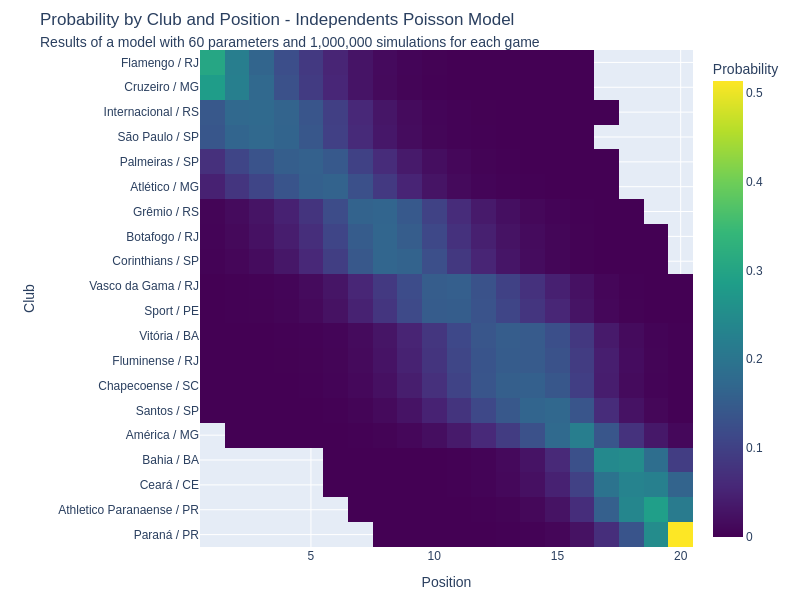 Probability by Club and Position - Independents Poisson Model
Results of a model with 60 parameters and 1,000,000 simulations for each game
Probability
Club
Flamengo / RJ
Cruzeiro / MG
Internacional / RS
São Paulo / SP
Palmeiras / SP
Atlético / MG
Grêmio / RS
Botafogo / RJ
Corinthians / SP
Vasco da Gama / RJ
Sport / PE
Vitória / BA
Fluminense / RJ
Chapecoense / SC
Santos / SP
América / MG
Bahia / BA
Ceará / CE
Athletico Paranaense / PR
Paraná / PR
5
10
15
20
Position
0.5
0.4
0.3
0.2
0.1
0